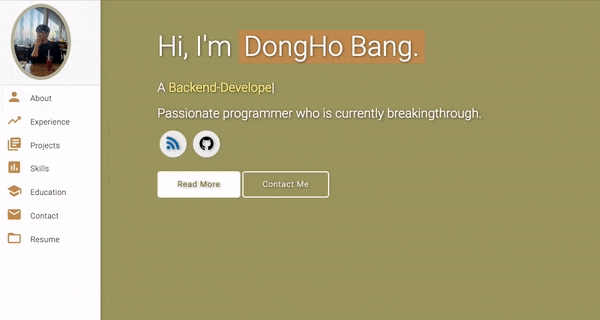 Hi, I'm DongHo Bang.
A Backend-Develope|
Passionate programmer who is currently breakingthrough.
Read More
Contact Me
About
Experience
Projects
Skills
Education
Contact
Resume